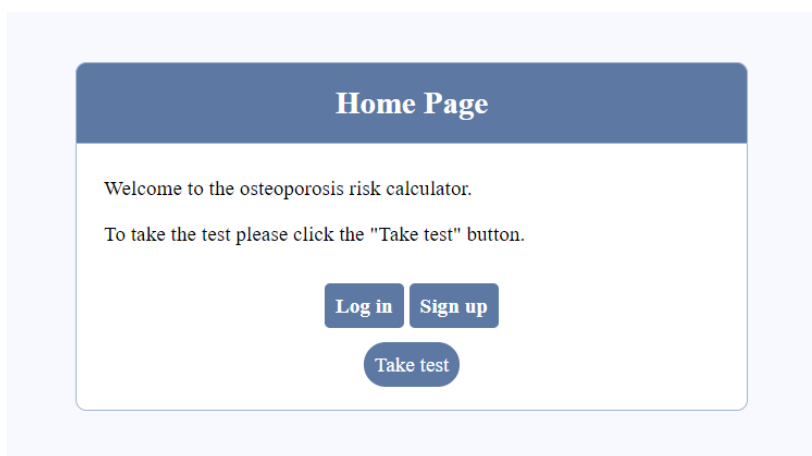 Home Page
Welcome to the osteoporosis risk calculator.
To take the test please click the "Take test" button.
Log in Sign up
Take test